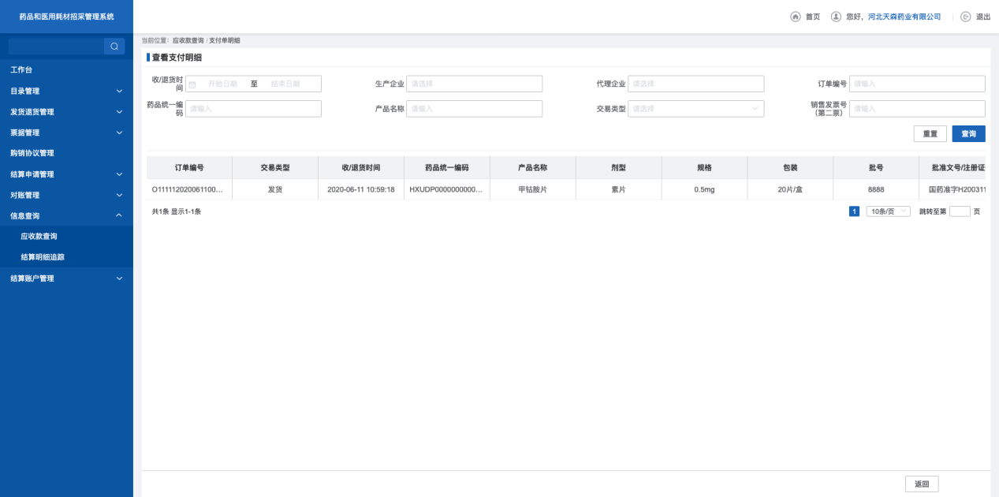 药品和医用耗材招采管理系统
首页 您好，河北天森药业有限公司 退出
工作台
目录管理
发货退货管理
票据管理
购销协议管理
结算申请管理
对账管理
信息查询
应收款查询
结算明细追踪
结算账户管理
当前位置：应收款查询 / 支付单明细
查看支付明细
收/退货时间 开始日期 至 结束日期 生产企业 请选择 代理企业 请选择 订单编号 请输入
药品统一编码 请输入 产品名称 请输入 交易类型 请选择 销售发票号（第二票） 请输入
重置 查询
订单编号 交易类型 收/退货时间 药品统一编码 产品名称 剂型 规格 包装 批号 批准文号/注册证
O111112020061100... 发货 2020-06-11 10:59:18 HXUDP0000000000... 甲钴胺片 素片 0.5mg 20片/盒 8888 国药准字H200311
共1条 显示1-1条 1 10条/页 跳转至第 页
返回